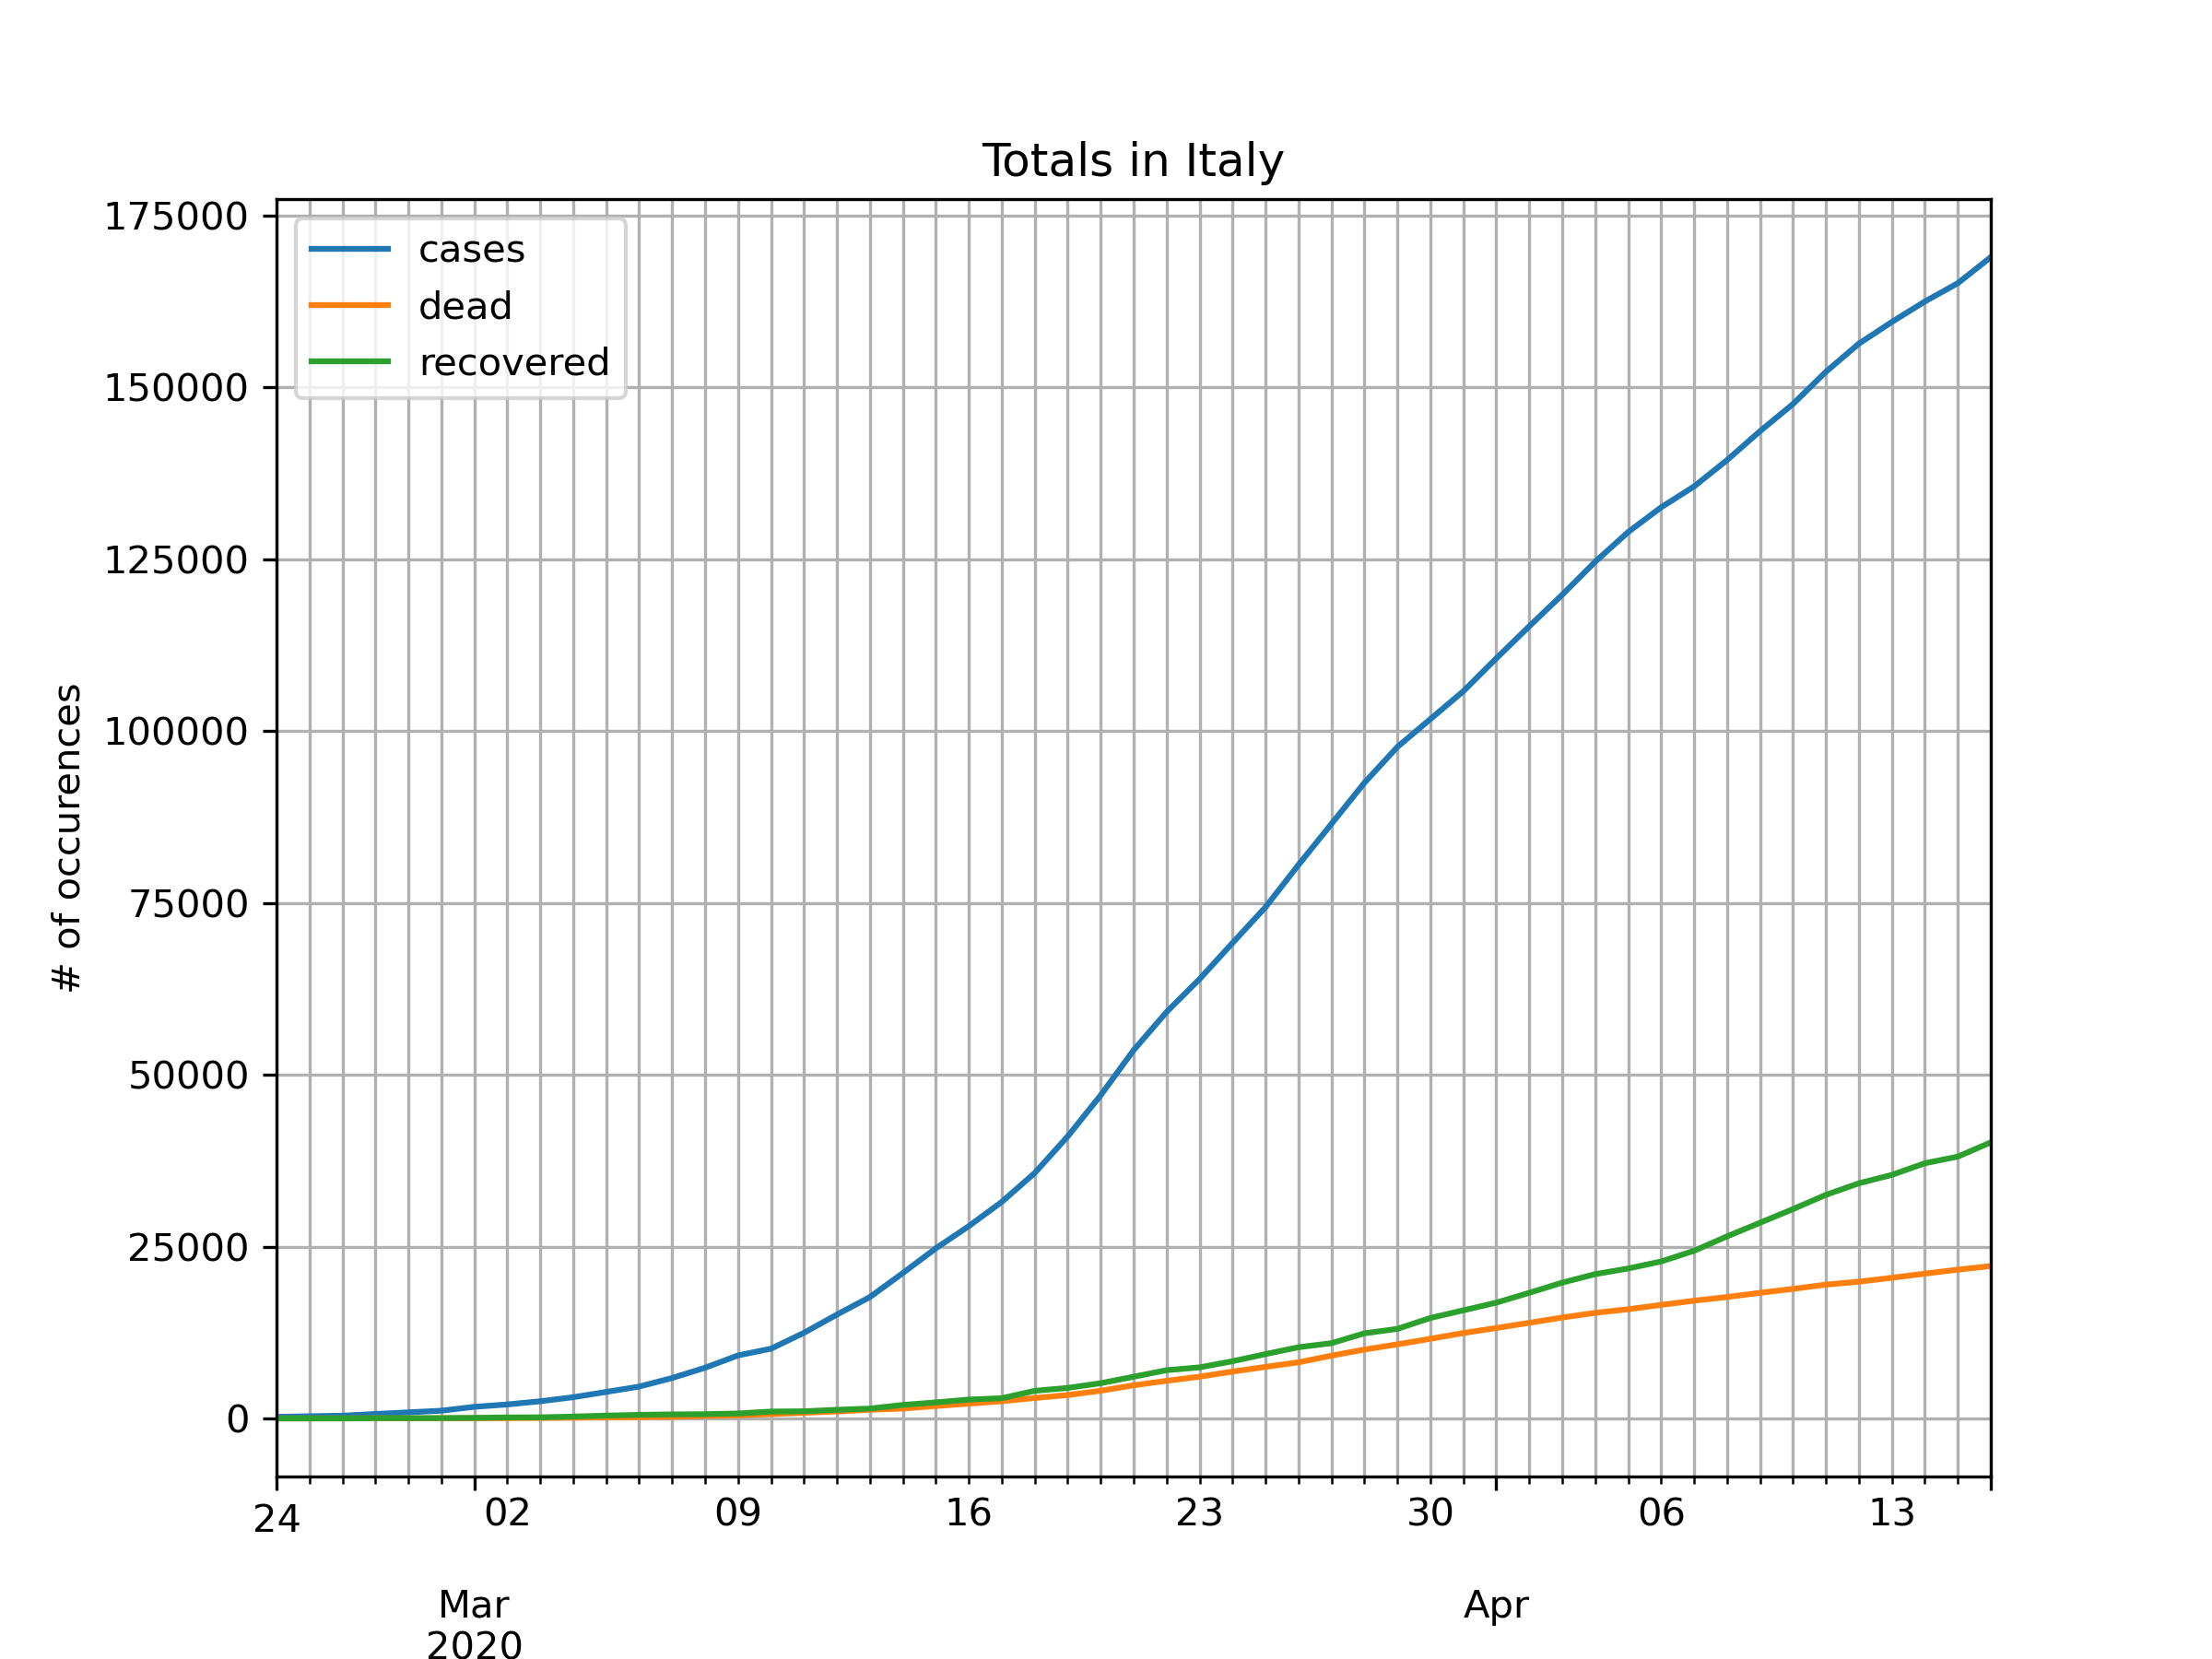 Totals in Italy
cases
dead
recovered
175000
150000
125000
100000
75000
50000
25000
0
# of occurences
24 02 09 16 23 30 06 13
Mar Apr
2020